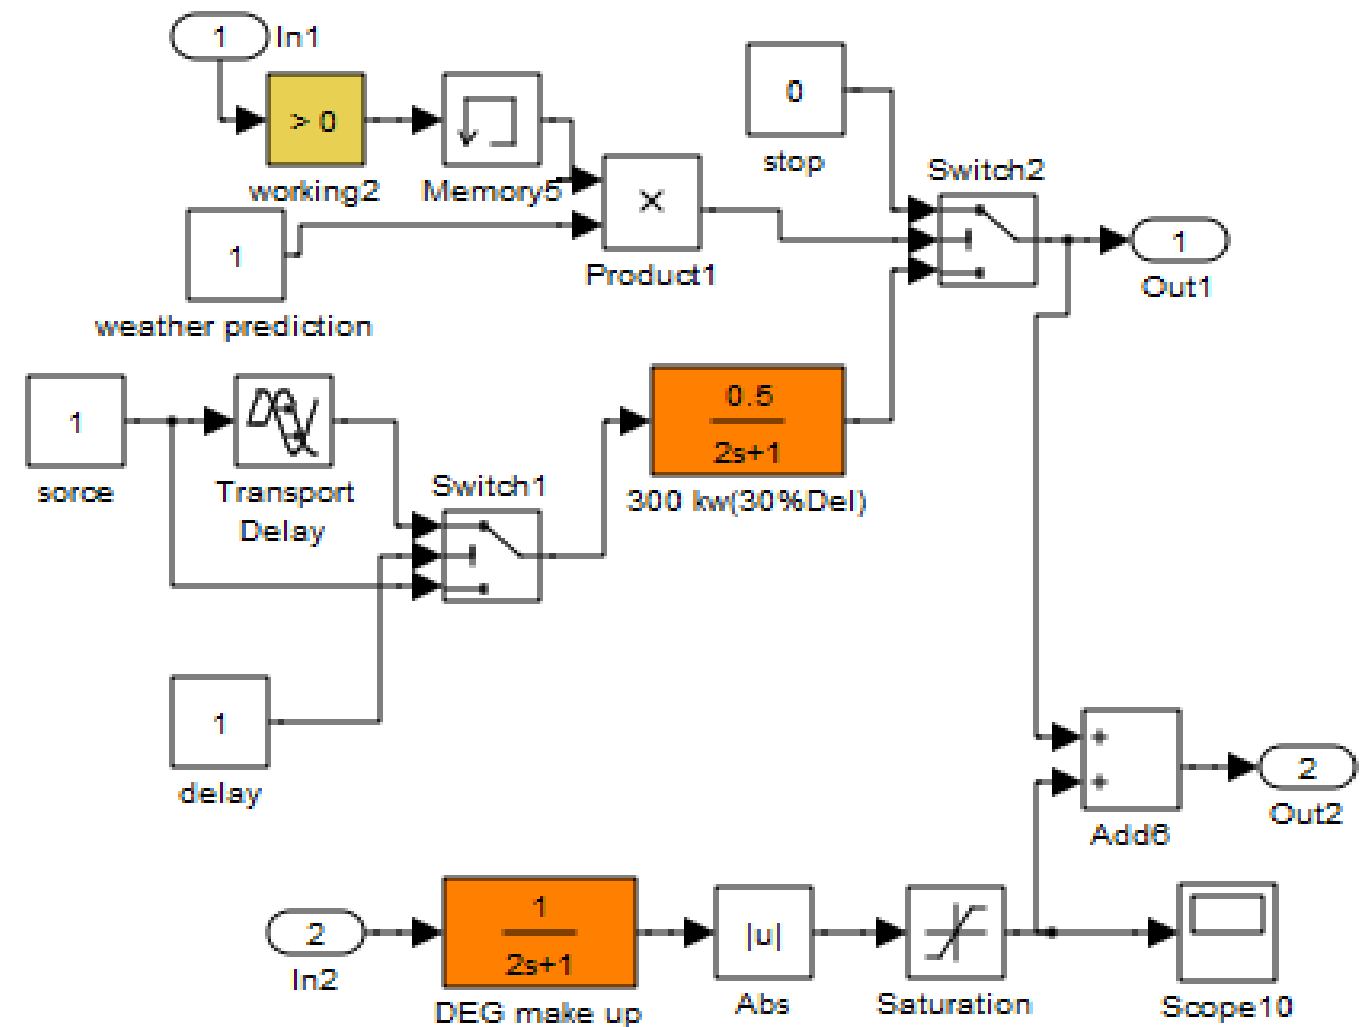 1 In1
> 0
working2
Memory5
0
stop
1
weather prediction
×
Product1
Switch2
1
Out1
1
sorce
Transport
Delay
Switch1
0.5
2s+1
300 kw(30%Del)
1
delay
+
+
Add6
2
Out2
2
In2
1
2s+1
DEG make up
|u|
Abs
Saturation
Scope10